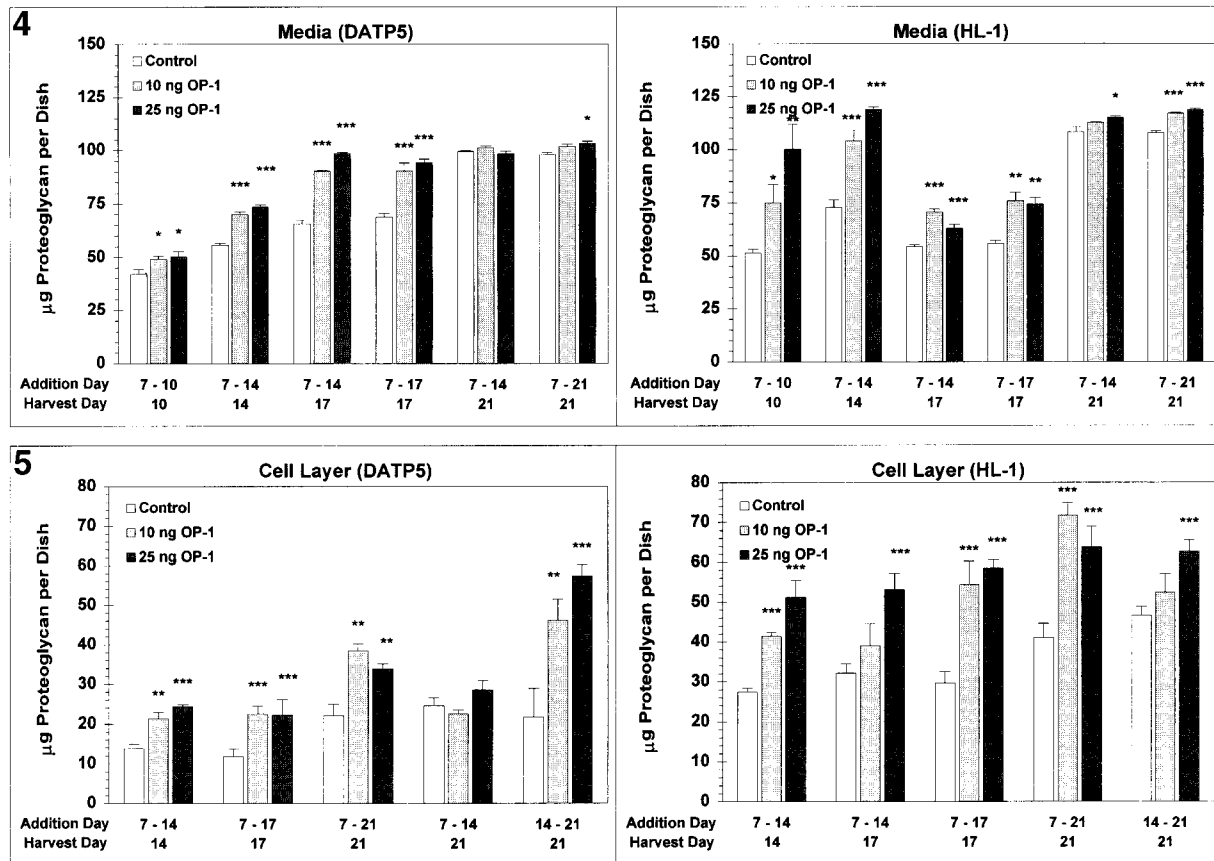 4
Media (DATP5)
µg Proteoglycan per Dish
150
125
100
75
50
25
0
Control
10 ng OP-1
25 ng OP-1
* *
*** ***
*** ***
*** ***
*
Addition Day 7 - 10 7 - 14 7 - 14 7 - 17 7 - 14 7 - 21
Harvest Day 10 14 17 17 21 21
Media (HL-1)
µg Proteoglycan per Dish
150
125
100
75
50
25
0
Control
10 ng OP-1
25 ng OP-1
* **
*** ***
*** ***
** **
*
*** ***
Addition Day 7 - 10 7 - 14 7 - 14 7 - 17 7 - 14 7 - 21
Harvest Day 10 14 17 17 21 21
5
Cell Layer (DATP5)
µg Proteoglycan per Dish
80
70
60
50
40
30
20
10
0
Control
10 ng OP-1
25 ng OP-1
** ***
*** ***
** **
** ***
Addition Day 7 - 14 7 - 17 7 - 21 7 - 14 14 - 21
Harvest Day 14 17 21 21 21
Cell Layer (HL-1)
µg Proteoglycan per Dish
80
70
60
50
40
30
20
10
0
Control
10 ng OP-1
25 ng OP-1
*** ***
***
*** ***
*** ***
***
Addition Day 7 - 14 7 - 14 7 - 17 7 - 21 14 - 21
Harvest Day 14 17 17 21 21